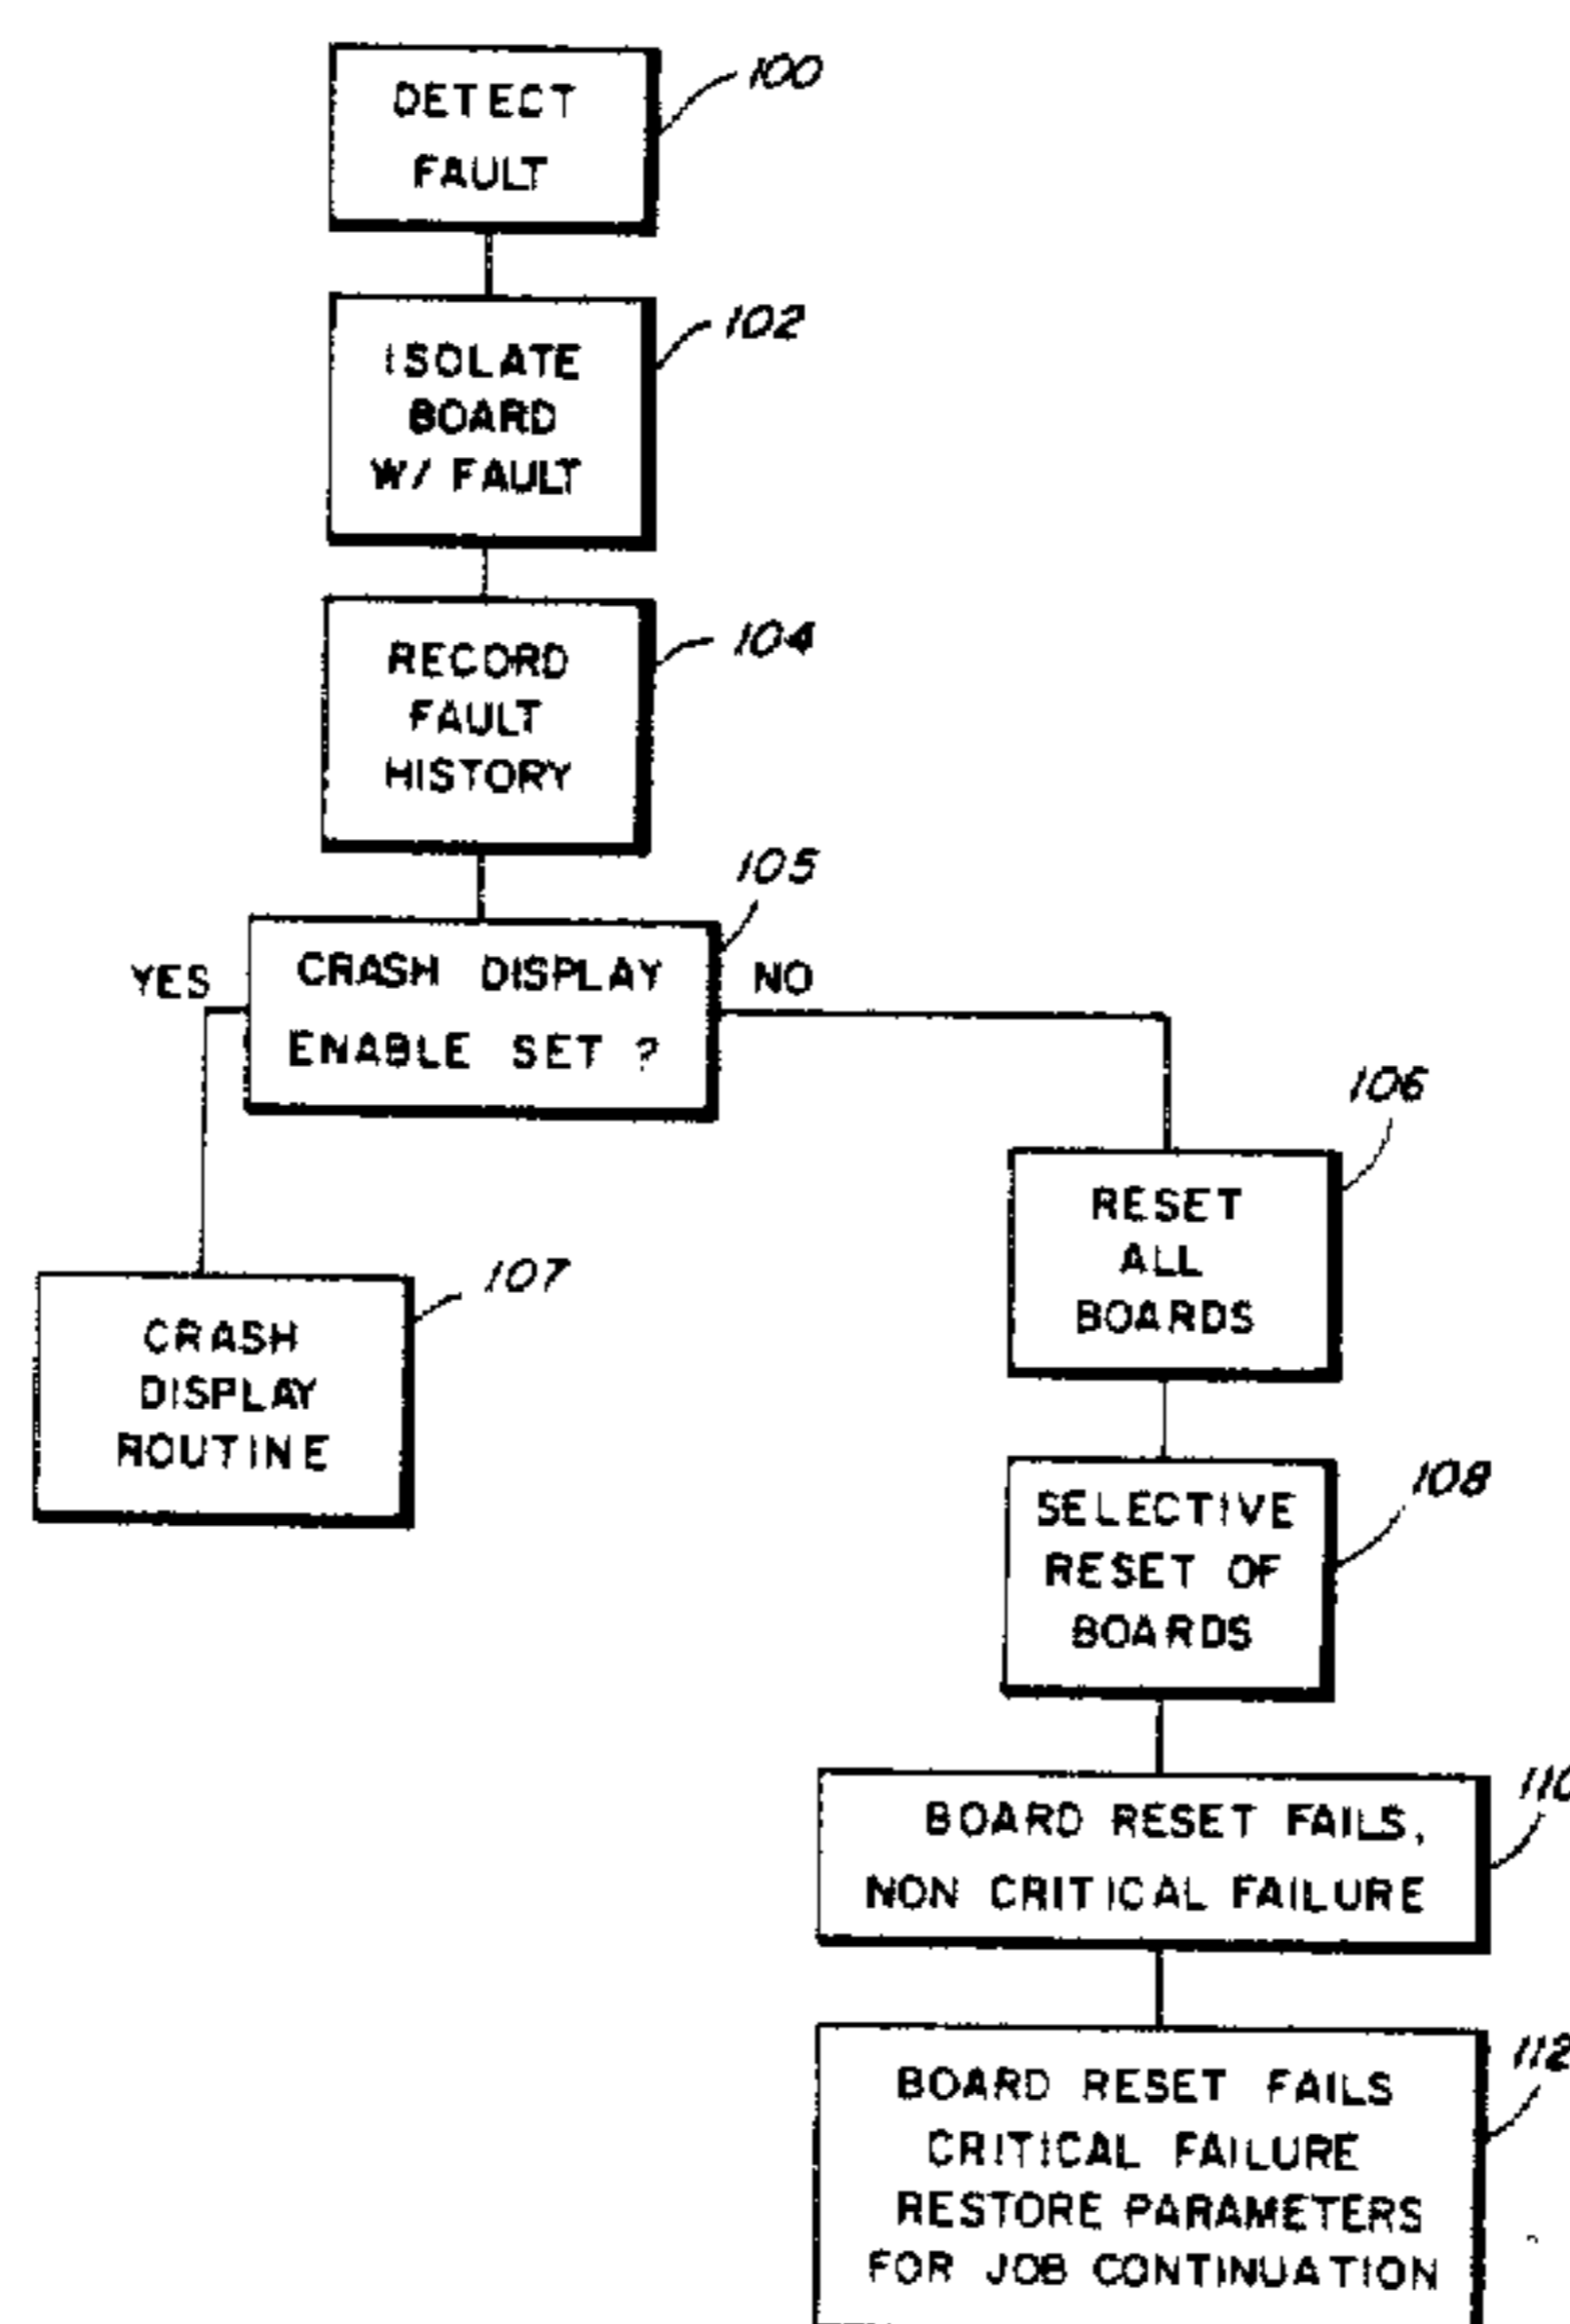 DETECT
FAULT
100
ISOLATE
BOARD
W/ FAULT
102
RECORD
FAULT
HISTORY
104
105
YES
CRASH DISPLAY
ENABLE SET ?
NO
106
RESET
ALL
BOARDS
107
CRASH
DISPLAY
ROUTINE
108
SELECTIVE
RESET OF
BOARDS
110
BOARD RESET FAILS,
NON CRITICAL FAILURE
112
BOARD RESET FAILS
CRITICAL FAILURE
RESTORE PARAMETERS
FOR JOB CONTINUATION